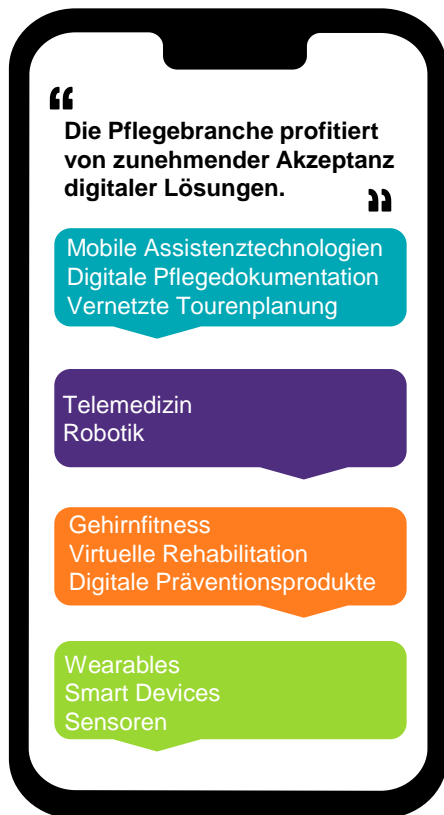 “
Die Pflegebranche profitiert
von zunehmender Akzeptanz
digitaler Lösungen.
”
Mobile Assistenztechnologien
Digitale Pflegedokumentation
Vernetzte Tourenplanung
Telemedizin
Robotik
Gehirnfitness
Virtuelle Rehabilitation
Digitale Präventionsprodukte
Wearables
Smart Devices
Sensoren